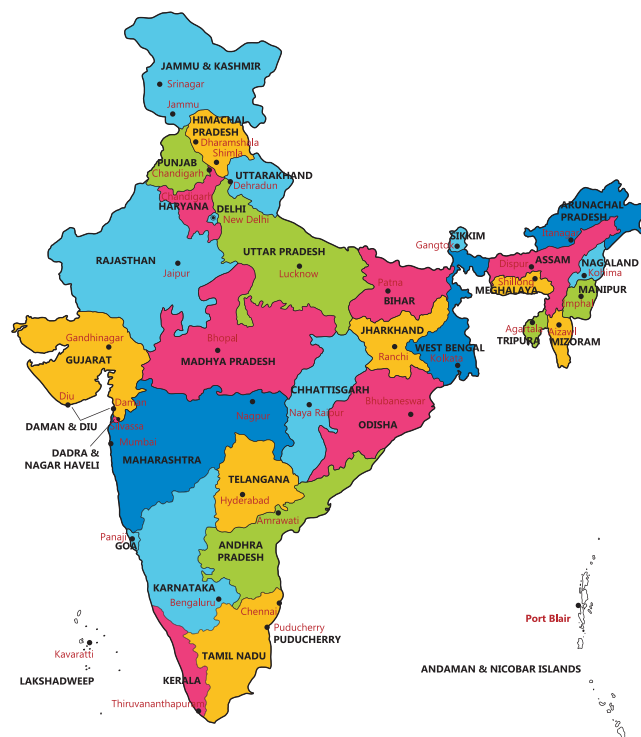 JAMMU & KASHMIR
Srinagar
Jammu
HIMACHAL
PRADESH
Dharamshala
Shimla
PUNJAB
Chandigarh
UTTARAKHAND
Dehradun
Chandigarh
HARYANA
DELHI
New Delhi
ARUNACHAL
PRADESH
Itanagar
SIKKIM
Gangtok
RAJASTHAN
Jaipur
UTTAR PRADESH
Lucknow
ASSAM
Dispur
NAGALAND
Kohima
Shillong
MEGHALAYA
MANIPUR
Imphal
Patna
BIHAR
Agartala
TRIPURA
Aizawl
MIZORAM
JHARKHAND
Ranchi
WEST BENGAL
Kolkata
Gandhinagar
GUJARAT
Bhopal
MADHYA PRADESH
CHHATTISGARH
Naya Raipur
Bhubaneswar
ODISHA
Diu
Daman
DAMAN & DIU
Silvassa
DADRA &
NAGAR HAVELI
Mumbai
Nagpur
MAHARASHTRA
TELANGANA
Hyderabad
Amrawati
Panaji
GOA
ANDHRA
PRADESH
KARNATAKA
Bengaluru
Chennai
Puducherry
PUDUCHERRY
TAMIL NADU
KERALA
Thiruvananthapuram
Kavaratti
LAKSHADWEEP
Port Blair
ANDAMAN & NICOBAR ISLANDS